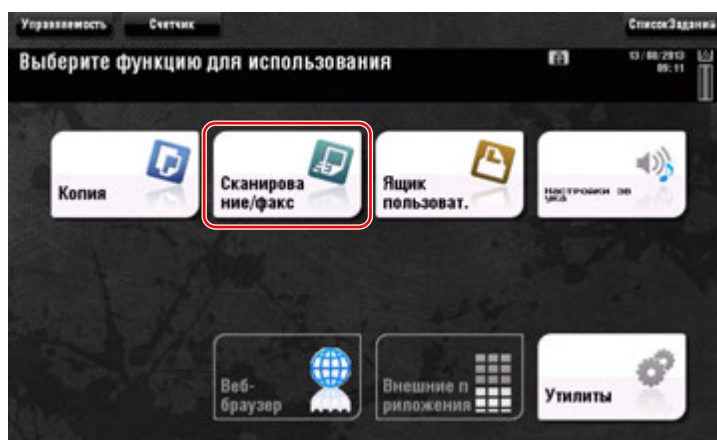 Управляемость Счетчик СписокЗаданий
Выберите функцию для использования
13/08/2013
09:11
Копия
Сканирова
ние/факс
Ящик
пользоват.
Настройки зв
ука
Веб-
браузер
Внешние п
риложения
Утилиты